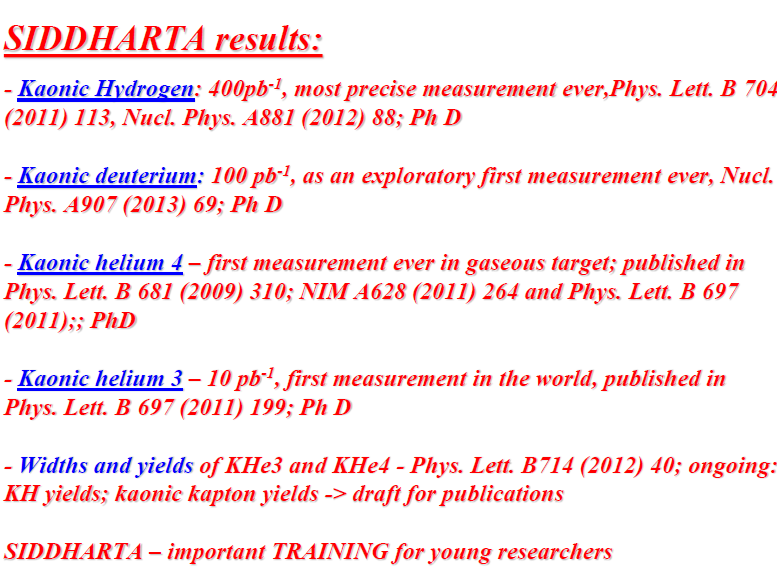 SIDDHARTA results:
- Kaonic Hydrogen: 400pb-1, most precise measurement ever,Phys. Lett. B 704
(2011) 113, Nucl. Phys. A881 (2012) 88; Ph D
- Kaonic deuterium: 100 pb-1, as an exploratory first measurement ever, Nucl.
Phys. A907 (2013) 69; Ph D
- Kaonic helium 4 – first measurement ever in gaseous target; published in
Phys. Lett. B 681 (2009) 310; NIM A628 (2011) 264 and Phys. Lett. B 697
(2011);; PhD
- Kaonic helium 3 – 10 pb-1, first measurement in the world, published in
Phys. Lett. B 697 (2011) 199; Ph D
- Widths and yields of KHe3 and KHe4 - Phys. Lett. B714 (2012) 40; ongoing:
KH yields; kaonic kapton yields -> draft for publications
SIDDHARTA – important TRAINING for young researchers